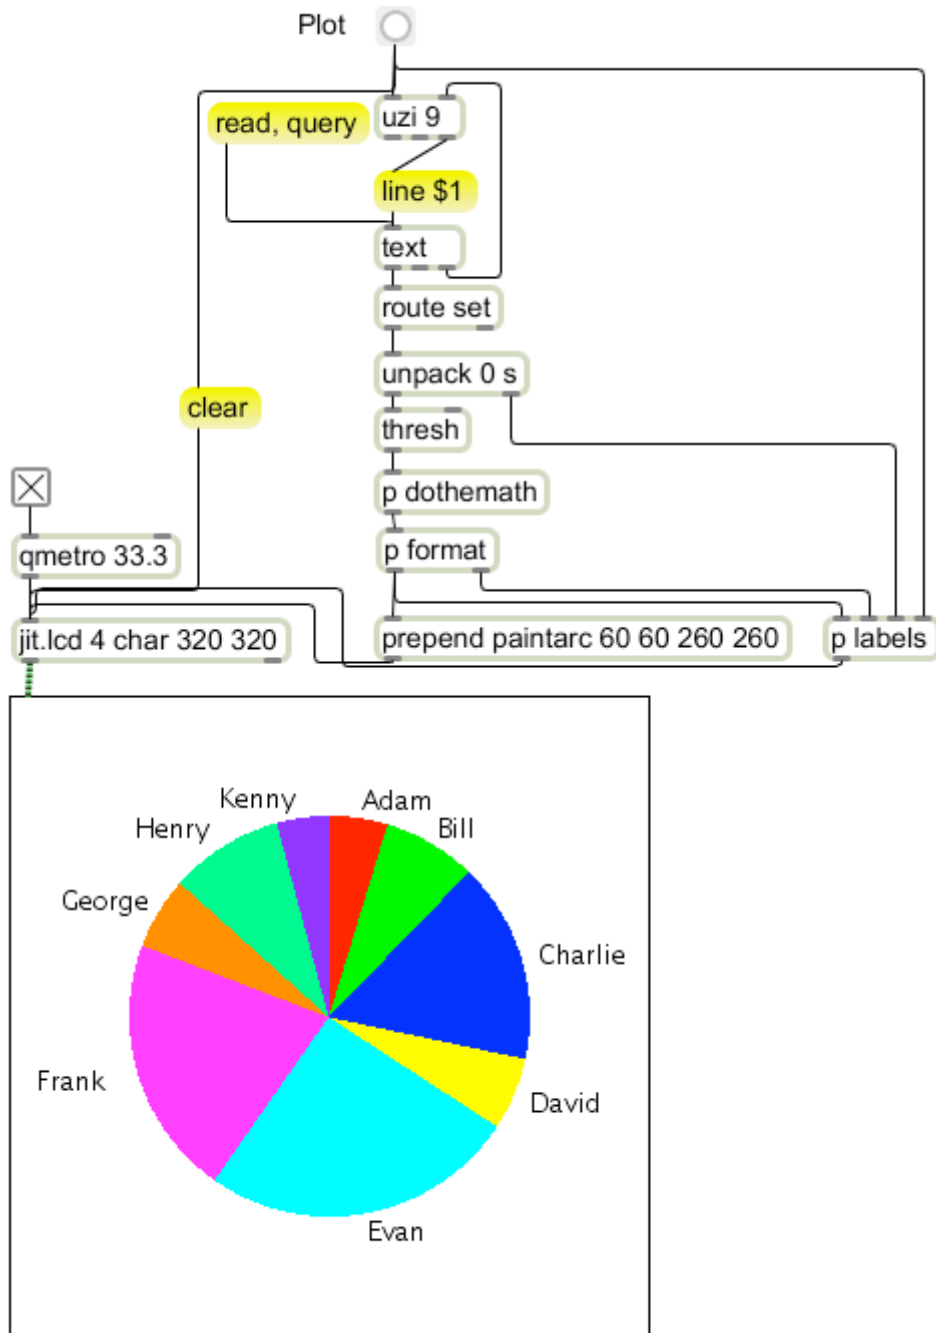 Plot
read, query
uzi 9
line $1
text
route set
unpack 0 s
clear
thresh
p dothemath
p format
qmetro 33.3
jit.lcd 4 char 320 320
prepend paintarc 60 60 260 260
p labels
Kenny
Adam
Henry
Bill
George
Charlie
Frank
David
Evan